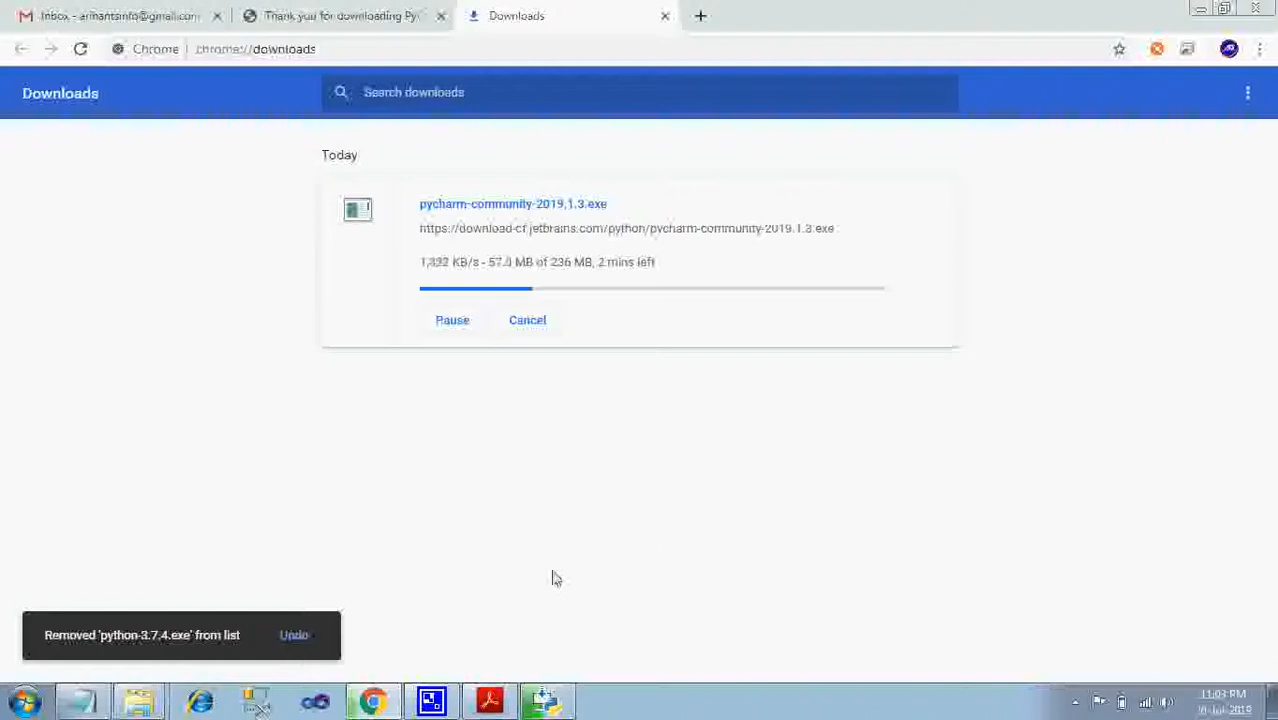 Inbox - arihantsinfo@gmail.com
Thank you for downloading Py
Downloads
Chrome
chrome://downloads
Downloads
Search downloads
Today
pycharm-community-2019.1.3.exe
https://download-cf.jetbrains.com/python/pycharm-community-2019.1.3.exe
KB/s - 57.0 MB of 236 MB, 2 mins left
Pause
Cancel
Removed 'python-3.7.4.exe' from list
Undo
11:03 PM
Jul-2019